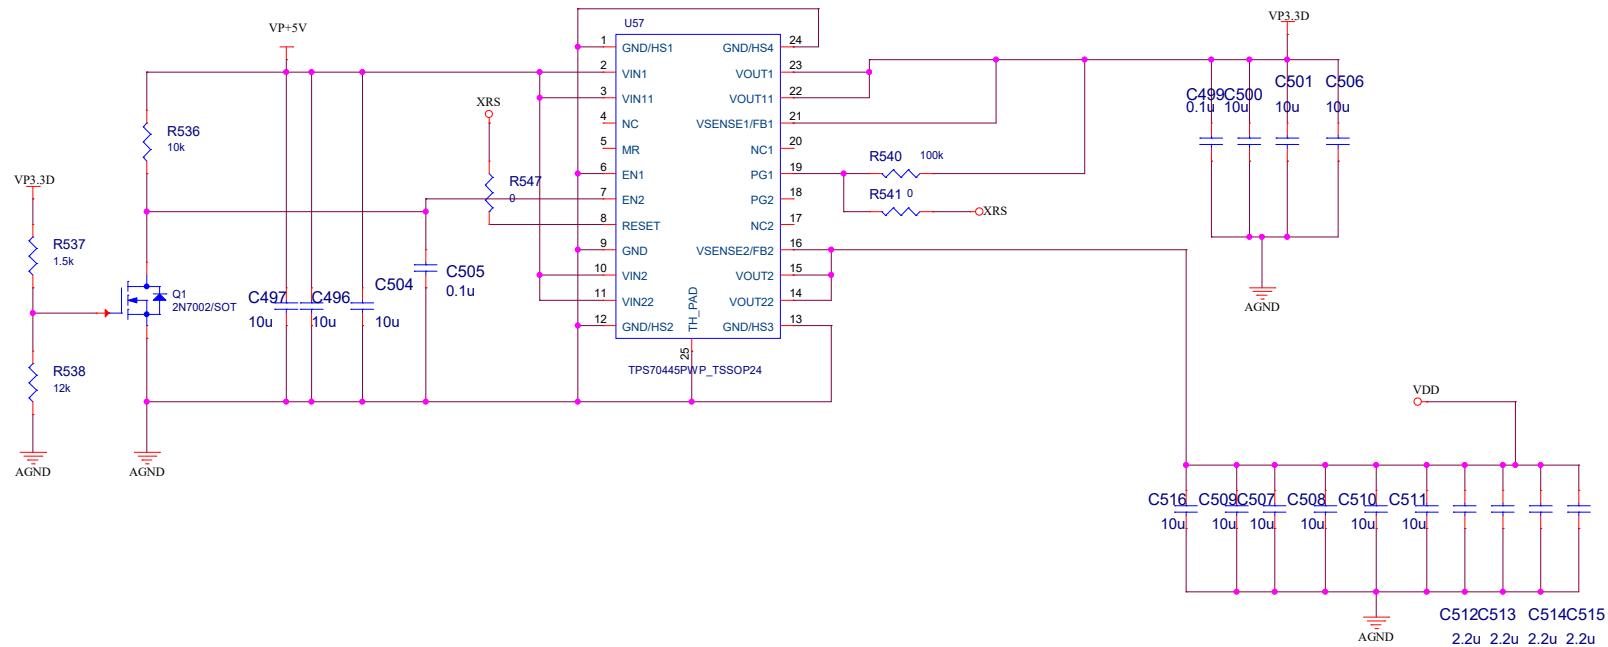 VP+5V
U57
VP3.3D
1 GND/HS1 GND/HS4 24
2 VIN1 VOUT1 23
3 VIN11 VOUT11 22
4 NC VSENSE1/FB1 21
5 MR NC1 20
6 EN1 PG1 19
7 EN2 PG2 18
8 RESET NC2 17
9 GND VSENSE2/FB2 16
10 VIN2 VOUT2 15
11 VIN22 VOUT22 14
12 GND/HS2 GND/HS3 13
TH_PAD
25
TPS70445PWP_TSSOP24
XRS
R547
0
R536
10k
VP3.3D
R537
1.5k
Q1
2N7002/SOT
R538
12k
AGND
AGND
C497
10u
C496
10u
C504
10u
C505
0.1u
R540 100k
R541 0
XRS
C499
0.1u
C500
10u
C501
10u
C506
10u
AGND
VDD
C516
10u
C509
10u
C507
10u
C508
10u
C510
10u
C511
10u
AGND
C512
2.2u
C513
2.2u
C514
2.2u
C515
2.2u